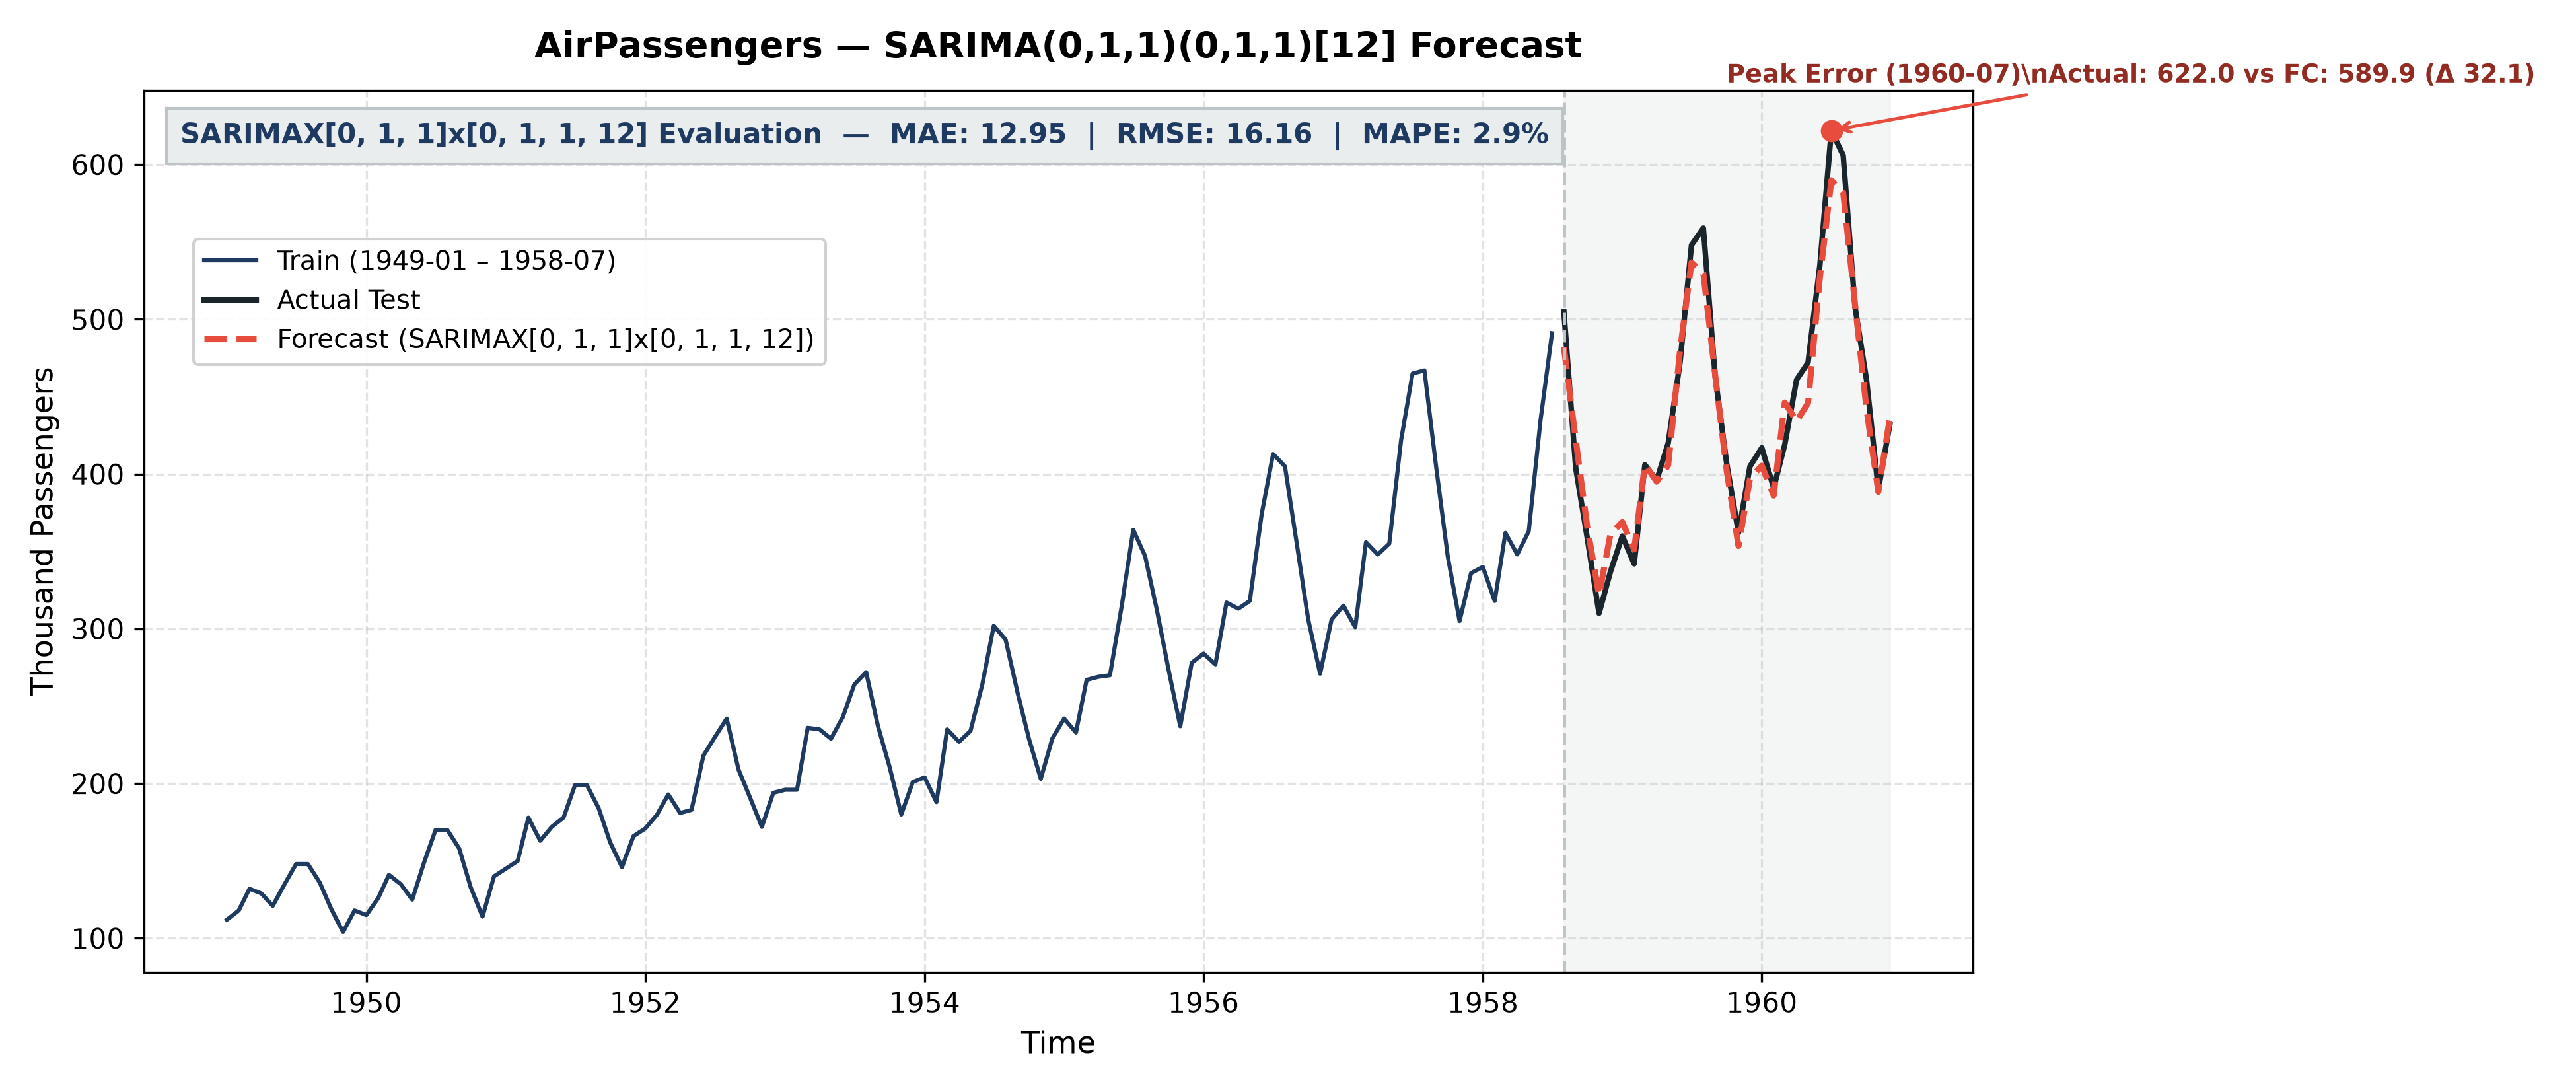 AirPassengers — SARIMA(0,1,1)(0,1,1)[12] Forecast
Peak Error (1960-07)\nActual: 622.0 vs FC: 589.9 (Δ 32.1)
SARIMAX[0, 1, 1]x[0, 1, 1, 12] Evaluation — MAE: 12.95 | RMSE: 16.16 | MAPE: 2.9%
Train (1949-01 – 1958-07)
Actual Test
Forecast (SARIMAX[0, 1, 1]x[0, 1, 1, 12])
Thousand Passengers
600
500
400
300
200
100
1950 1952 1954 1956 1958 1960
Time